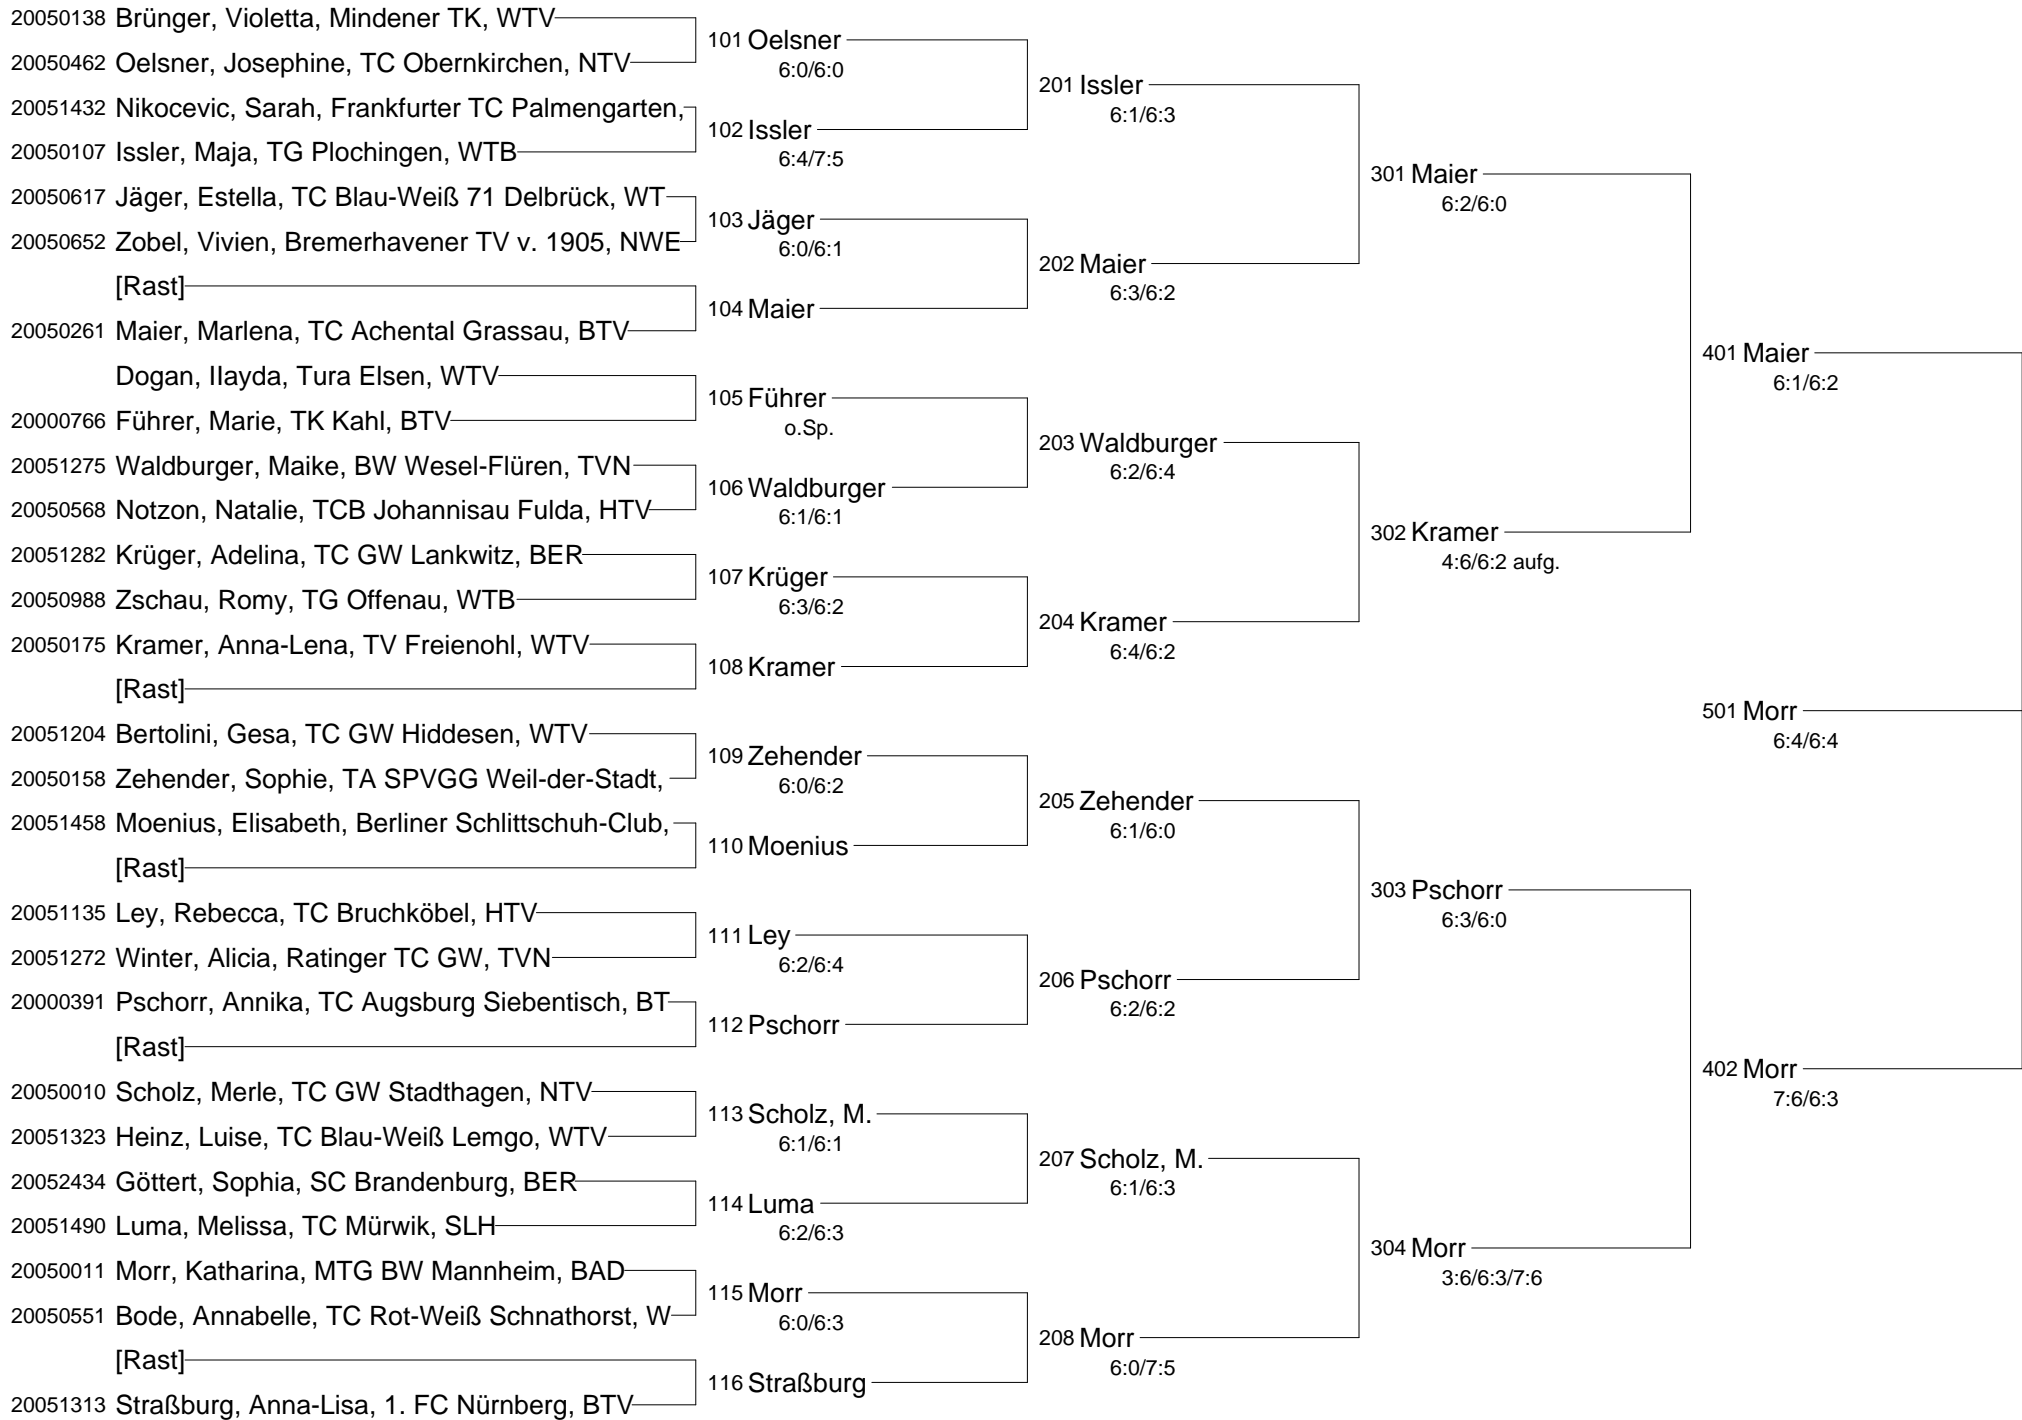 20050138 Brünger, Violetta, Mindener TK, WTV
20050462 Oelsner, Josephine, TC Obernkirchen, NTV
20051432 Nikocevic, Sarah, Frankfurter TC Palmengarten,
20050107 Issler, Maja, TG Plochingen, WTB
20050617 Jäger, Estella, TC Blau-Weiß 71 Delbrück, WT
20050652 Zobel, Vivien, Bremerhavener TV v. 1905, NWE
[Rast]
20050261 Maier, Marlena, TC Achental Grassau, BTV
Dogan, IIayda, Tura Elsen, WTV
20000766 Führer, Marie, TK Kahl, BTV
20051275 Waldburger, Maike, BW Wesel-Flüren, TVN
20050568 Notzon, Natalie, TCB Johannisau Fulda, HTV
20051282 Krüger, Adelina, TC GW Lankwitz, BER
20050988 Zschau, Romy, TG Offenau, WTB
20050175 Kramer, Anna-Lena, TV Freienohl, WTV
[Rast]
20051204 Bertolini, Gesa, TC GW Hiddesen, WTV
20050158 Zehender, Sophie, TA SPVGG Weil-der-Stadt,
20051458 Moenius, Elisabeth, Berliner Schlittschuh-Club,
[Rast]
20051135 Ley, Rebecca, TC Bruchköbel, HTV
20051272 Winter, Alicia, Ratinger TC GW, TVN
20000391 Pschorr, Annika, TC Augsburg Siebentisch, BT
[Rast]
20050010 Scholz, Merle, TC GW Stadthagen, NTV
20051323 Heinz, Luise, TC Blau-Weiß Lemgo, WTV
20052434 Göttert, Sophia, SC Brandenburg, BER
20051490 Luma, Melissa, TC Mürwik, SLH
20050011 Morr, Katharina, MTG BW Mannheim, BAD
20050551 Bode, Annabelle, TC Rot-Weiß Schnathorst, W
[Rast]
20051313 Straßburg, Anna-Lisa, 1. FC Nürnberg, BTV
101 Oelsner
6:0/6:0
102 Issler
6:4/7:5
103 Jäger
6:0/6:1
104 Maier
105 Führer
o.Sp.
106 Waldburger
6:1/6:1
107 Krüger
6:3/6:2
108 Kramer
109 Zehender
6:0/6:2
110 Moenius
111 Ley
6:2/6:4
112 Pschorr
113 Scholz, M.
6:1/6:1
114 Luma
6:2/6:3
115 Morr
6:0/6:3
116 Straßburg
201 Issler
6:1/6:3
202 Maier
6:3/6:2
203 Waldburger
6:2/6:4
204 Kramer
6:4/6:2
205 Zehender
6:1/6:0
206 Pschorr
6:2/6:2
207 Scholz, M.
6:1/6:3
208 Morr
6:0/7:5
301 Maier
6:2/6:0
302 Kramer
4:6/6:2 aufg.
303 Pschorr
6:3/6:0
304 Morr
3:6/6:3/7:6
401 Maier
6:1/6:2
501 Morr
6:4/6:4
402 Morr
7:6/6:3